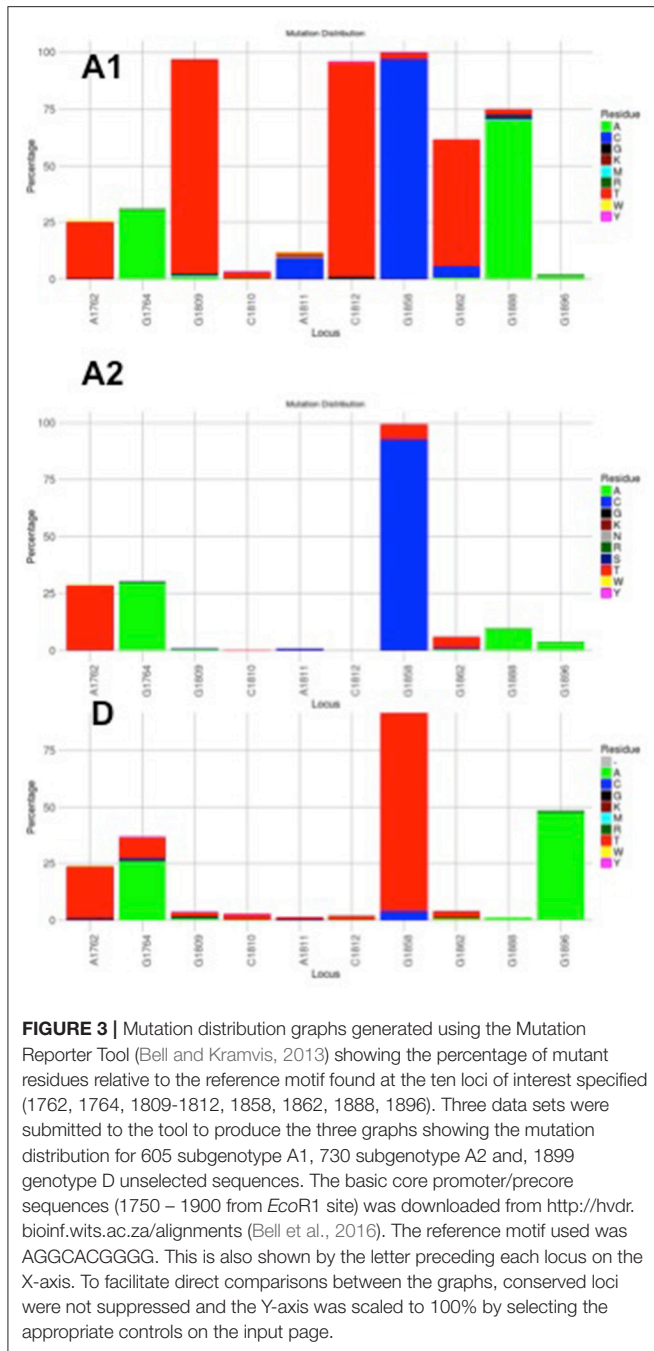 A1
Mutation Distribution
100
75
50
25
0
Percentage
A1762
G1764
G1809
C1810
A1811
C1812
G1858
G1862
G1888
G1896
Locus
Residue
A
C
G
K
M
R
T
W
Y
A2
Mutation Distribution
100
75
50
25
0
Percentage
A1762
G1764
G1809
C1810
A1811
C1812
G1858
G1862
G1888
G1896
Locus
Residue
A
C
G
K
N
R
S
T
W
Y
D
75
50
25
0
Percentage
A1762
G1764
G1809
C1810
A1811
C1812
G1858
G1862
G1888
G1896
Locus
Residue
-
A
C
G
K
M
R
T
W
Y
FIGURE 3 | Mutation distribution graphs generated using the Mutation
Reporter Tool (Bell and Kramvis, 2013) showing the percentage of mutant
residues relative to the reference motif found at the ten loci of interest specified
(1762, 1764, 1809-1812, 1858, 1862, 1888, 1896). Three data sets were
submitted to the tool to produce the three graphs showing the mutation
distribution for 605 subgenotype A1, 730 subgenotype A2 and, 1899
genotype D unselected sequences. The basic core promoter/precore
sequences (1750 – 1900 from EcoR1 site) was downloaded from http://hvdr.
bioinf.wits.ac.za/alignments (Bell et al., 2016). The reference motif used was
AGGCACGGGG. This is also shown by the letter preceding each locus on the
X-axis. To facilitate direct comparisons between the graphs, conserved loci
were not suppressed and the Y-axis was scaled to 100% by selecting the
appropriate controls on the input page.